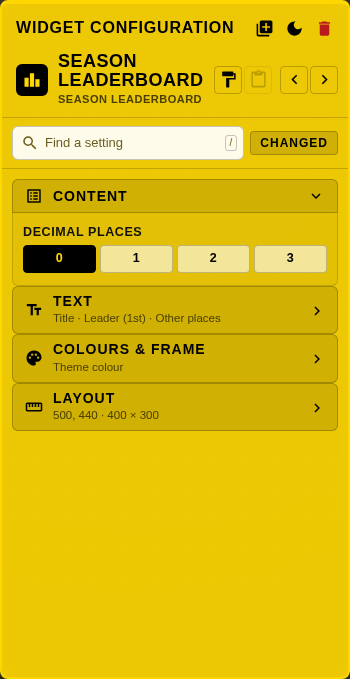 WIDGET CONFIGURATION
SEASON
LEADERBOARD
SEASON LEADERBOARD
Find a setting
/
CHANGED
CONTENT
DECIMAL PLACES
0 1 2 3
TEXT
Title · Leader (1st) · Other places
COLOURS & FRAME
Theme colour
LAYOUT
500, 440 · 400 × 300